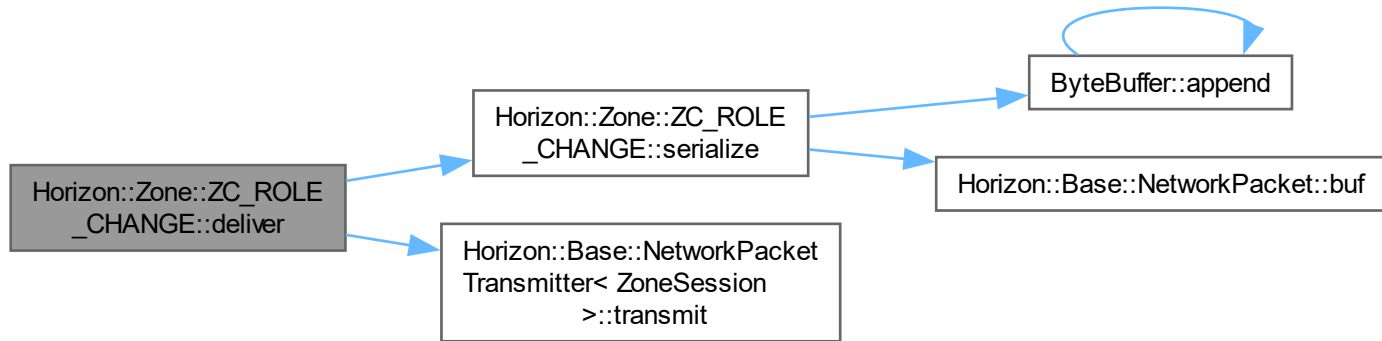 Horizon::Zone::ZC_ROLE
_CHANGE::deliver
Horizon::Zone::ZC_ROLE
_CHANGE::serialize
ByteBuffer::append
Horizon::Base::NetworkPacket::buf
Horizon::Base::NetworkPacket
Transmitter< ZoneSession
>::transmit